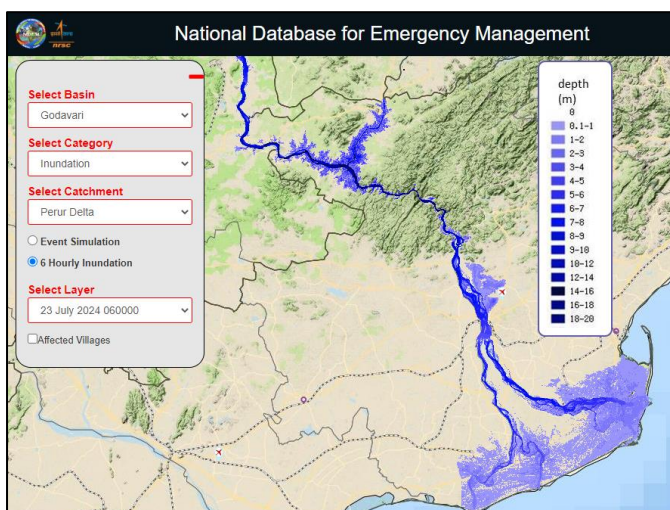 nrsc
National Database for Emergency Management
Select Basin
Godavari
Select Category
Inundation
Select Catchment
Perur Delta
Event Simulation
6 Hourly Inundation
Select Layer
23 July 2024 060000
Affected Villages
depth
(m)
0
0.1-1
1-2
2-3
3-4
4-5
5-6
6-7
7-8
8-9
9-10
10-12
12-14
14-16
16-18
18-20